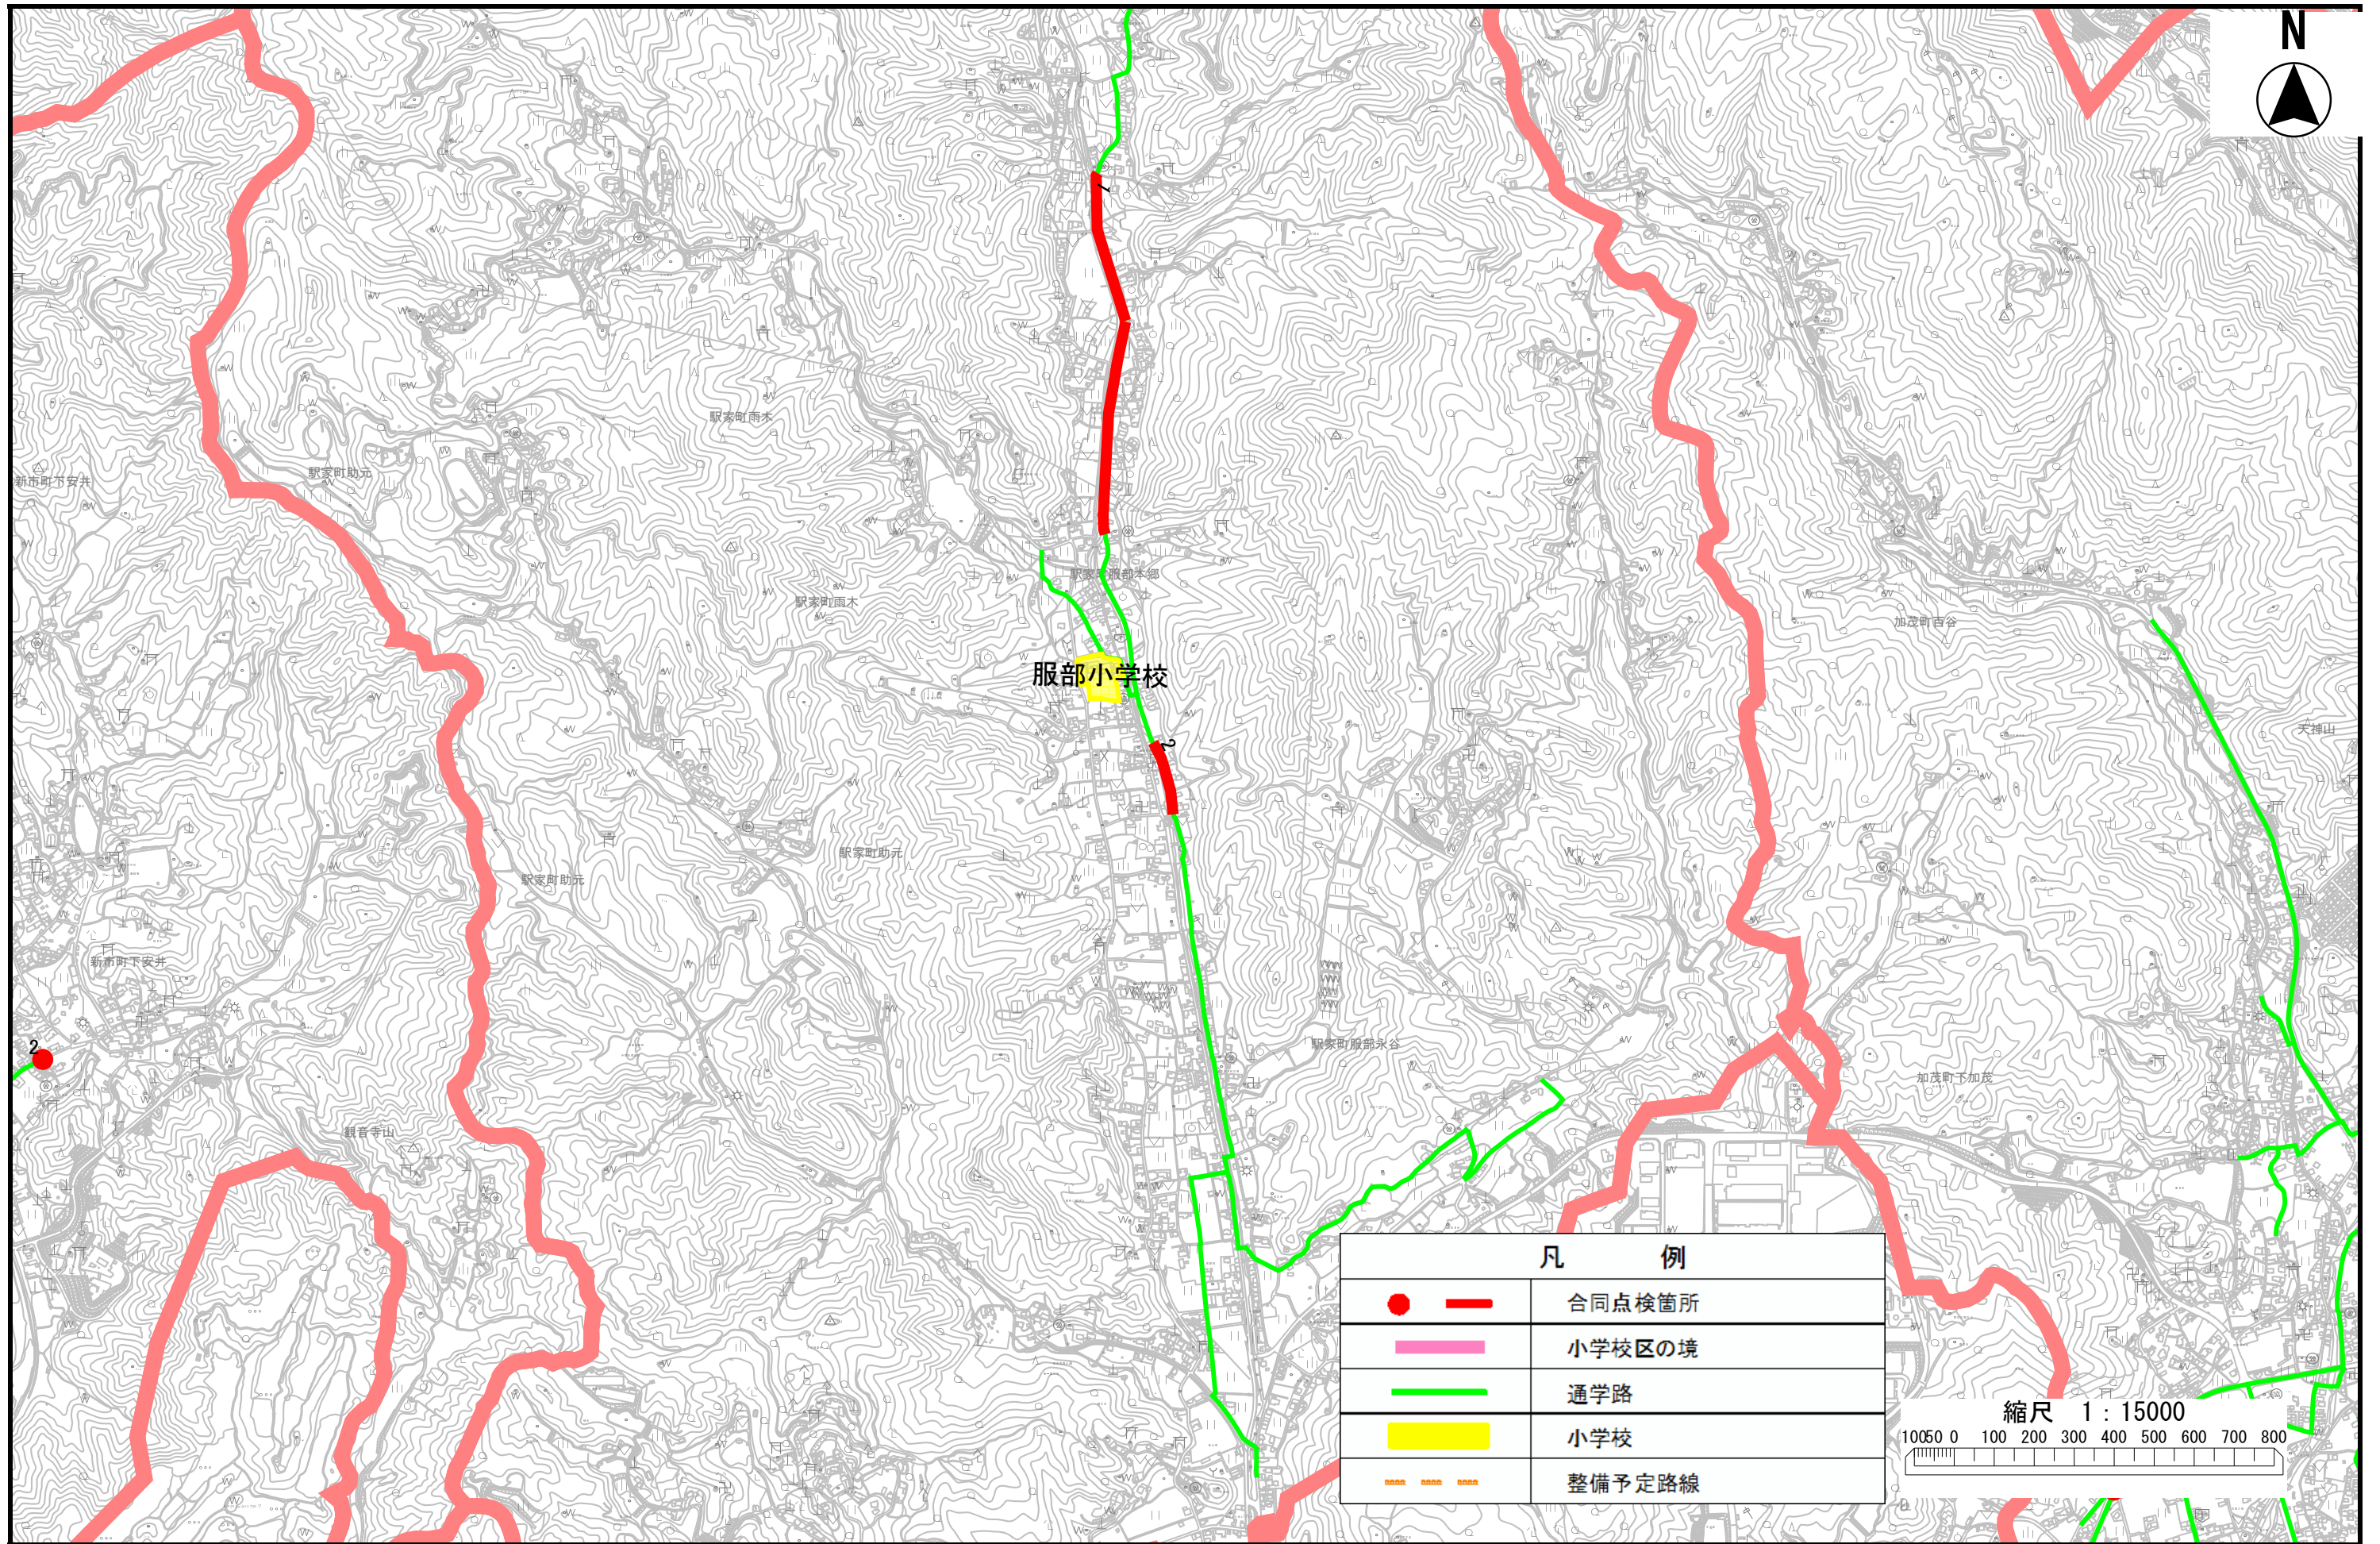 N
1
駅家町雨木
駅家町助元
新市町下安井
駅家町服部本郷
駅家町雨木
加茂町百谷
服部小学校
天神山
2
駅家町助元
駅家町助元
新市町下安井
駅家町服部永谷
2
加茂町下加茂
観音寺山
凡 例
合同点検箇所
小学校区の境
通学路
小学校
整備予定路線
縮尺 1 : 15000
10050 0 100 200 300 400 500 600 700 800